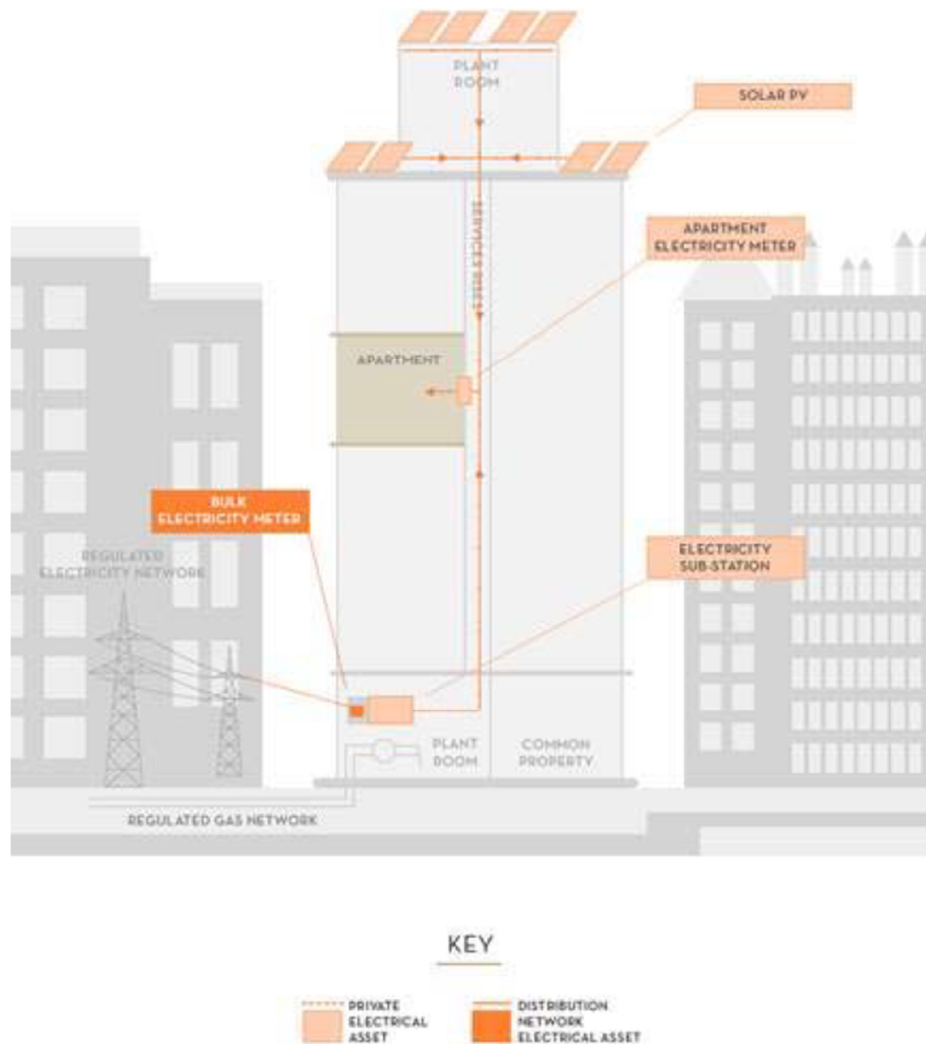 PLANT
ROOM
SOLAR PV
SERVICES RISER
APARTMENT
ELECTRICITY METER
APARTMENT
BULK
ELECTRICITY METER
REGULATED
ELECTRICITY NETWORK
ELECTRICITY
SUB-STATION
PLANT
ROOM
COMMON
PROPERTY
REGULATED GAS NETWORK
KEY
PRIVATE
ELECTRICAL
ASSET
DISTRIBUTION
NETWORK
ELECTRICAL ASSET